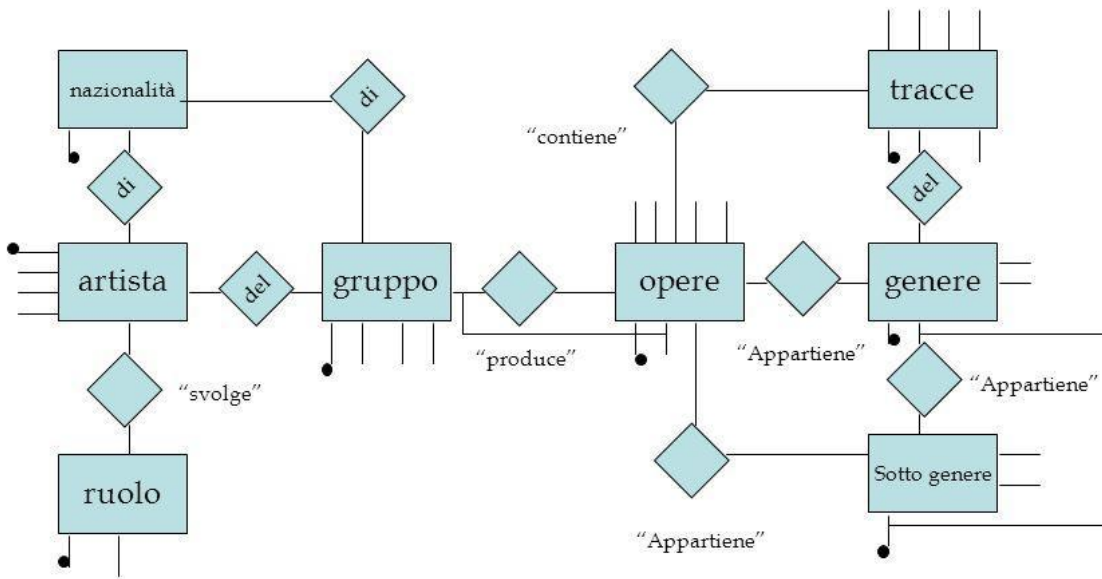 nazionalità
di
tracce
"contiene"
di
del
artista
del
gruppo
opere
genere
"produce"
"Appartiene"
"svolge"
"Appartiene"
ruolo
Sotto genere
"Appartiene"